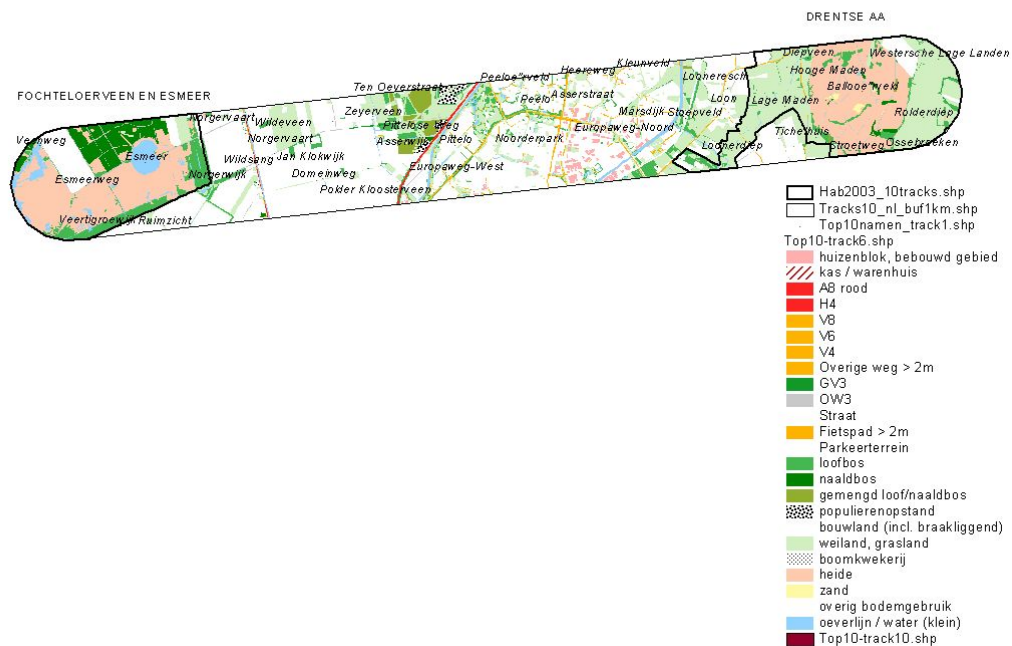 DRENTSE AA
Diepveen
Westersche Lage Landen
Kleunveld
Heereweg
Hooge Maden
Looneresch
Peeloe"rveld
Ten Oeverstraat
Balloee"rveld
Asserstraat
Peelo
FOCHTELOERVEEN EN ESMEER
Loon
Lage Maden
Zeyerveen
Marsdijk
Stoepveld
Rolderdiep
Norgervaart
Wildeveen
Pittelose weg
Europaweg-Noord
Tichelhuis
Veenweg
Norgervaart
Asserwijk
Pittelo
Noorderpark
Loonerdiep
Stroetweg
Ossebroeken
Esmeer
Wildsang
Jan Klokwijk
Esmeerweg
Norgerwijk
Domeinweg
Europaweg-West
Polder Kloosterveen
Veertigroewijk
Ruimzicht
Hab2003_10tracks.shp
Tracks10_nl_buf1km.shp
Top10namen_track1.shp
Top10-track6.shp
huizenblok, bebouwd gebied
kas / warenhuis
A8 rood
H4
V8
V6
V4
Overige weg > 2m
GV3
OW3
Straat
Fietspad > 2m
Parkeerterrein
loofbos
naaldbos
gemengd loof/naaldbos
populierenopstand
bouwland (incl. braakliggend)
weiland, grasland
boomkwekerij
heide
zand
overig bodemgebruik
oeverlijn / water (klein)
Top10-track10.shp